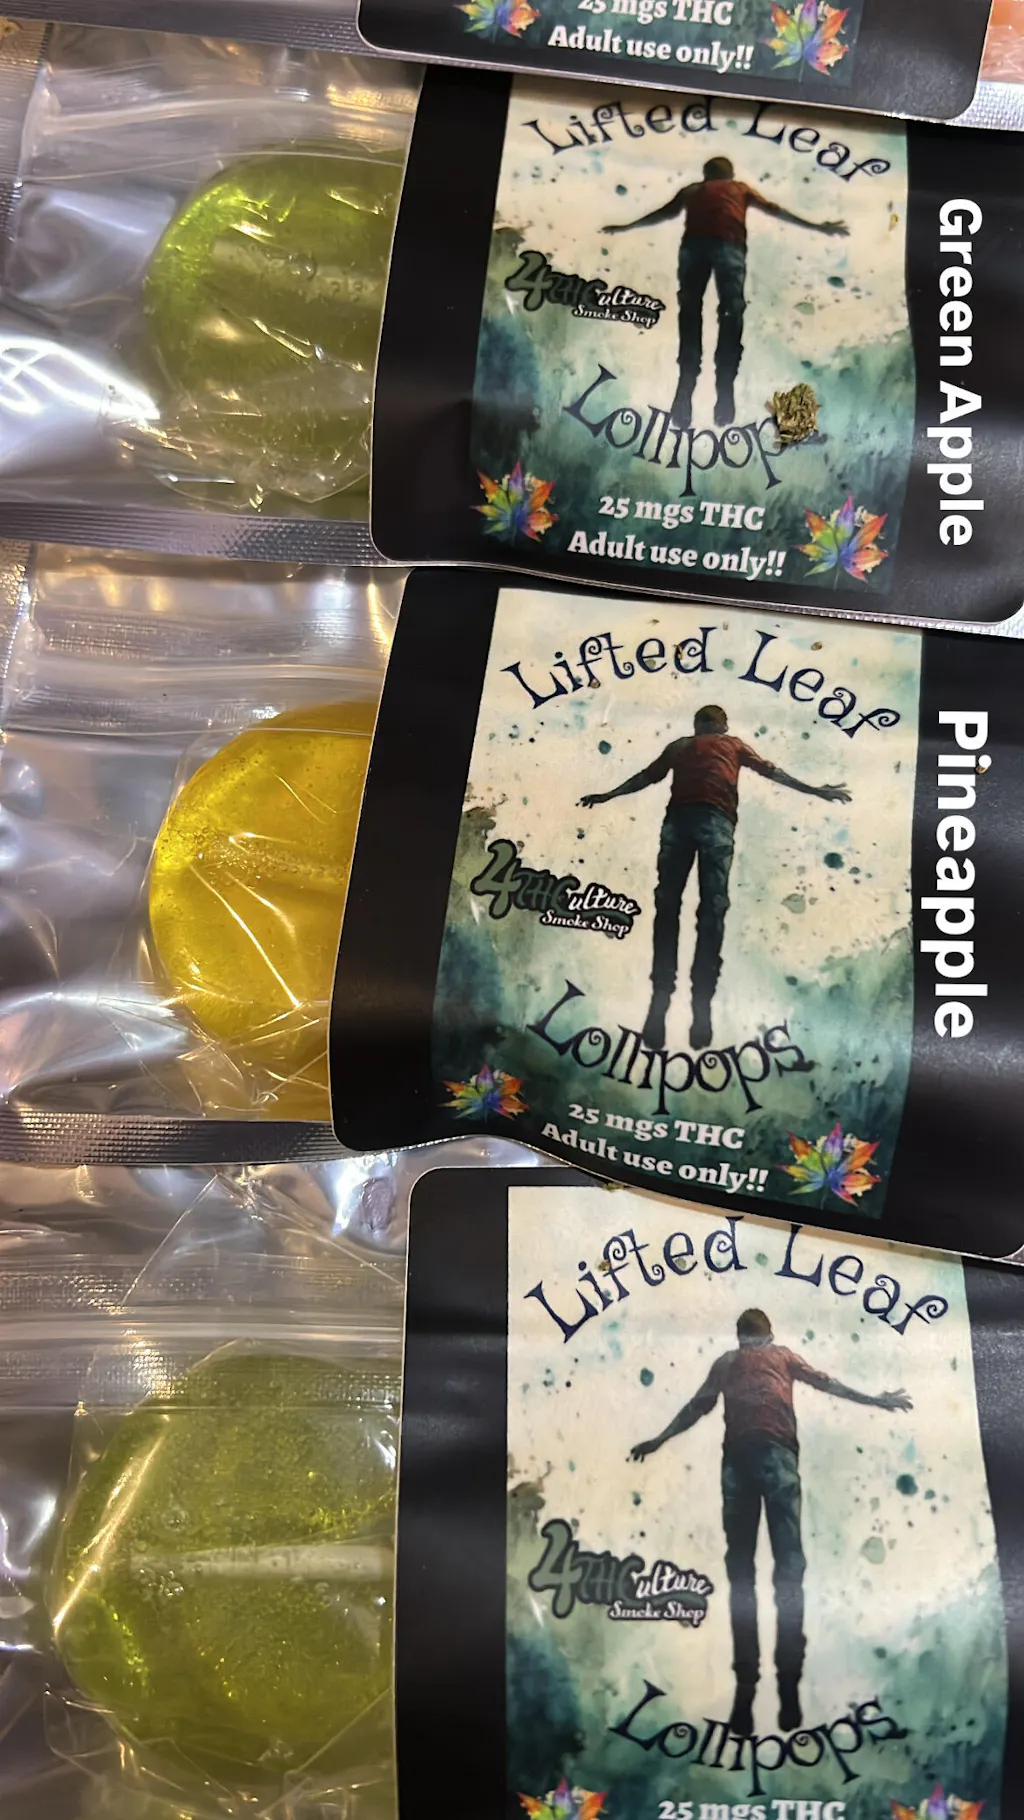 25 mgs THC
Adult use only!!
Lifted Leaf
4THCulture
Smoke Shop
Lollipop
25 mgs THC
Adult use only!!
Green Apple
Lifted Leaf
4THCulture
Smoke Shop
Lollipops
25 mgs THC
Adult use only!!
Pineapple
Lifted Leaf
4THCulture
Smoke Shop
Lollipops
25 mgs THC